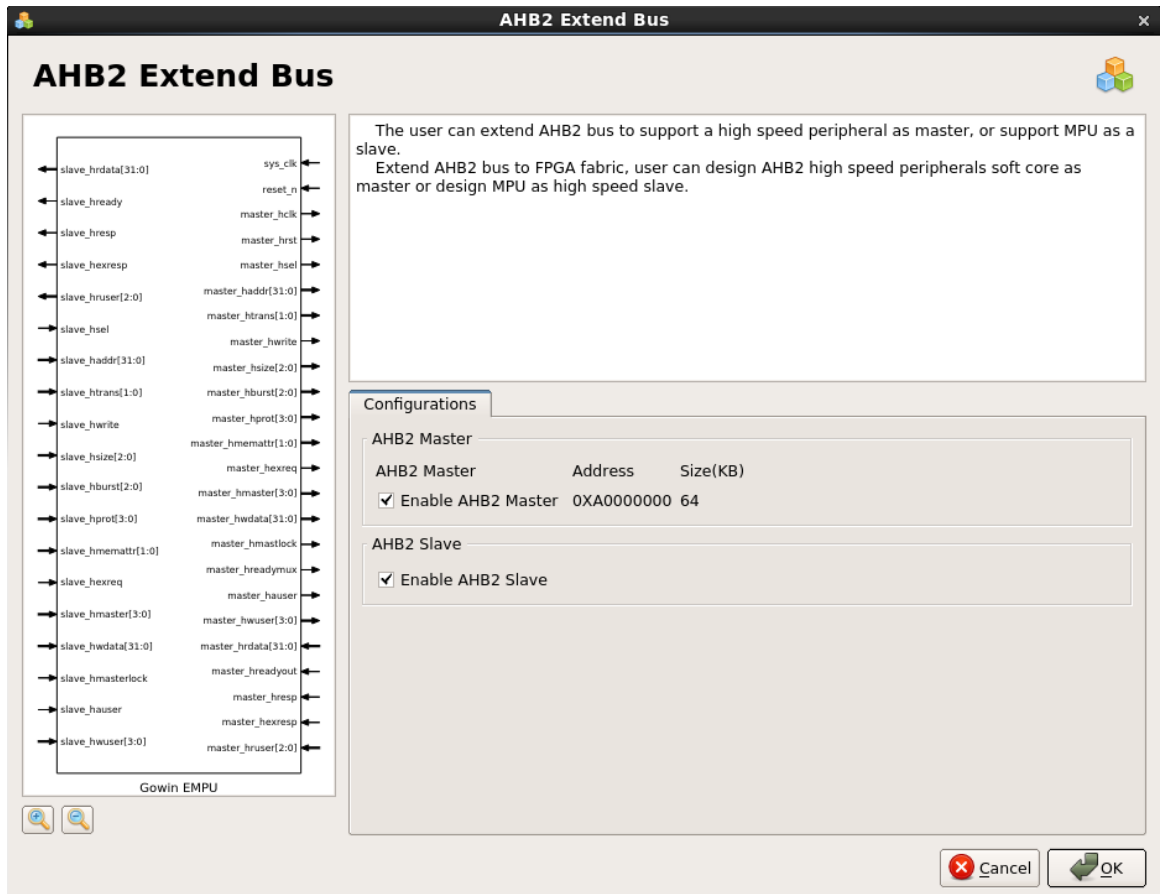 AHB2 Extend Bus
AHB2 Extend Bus
slave_hrdata[31:0]
slave_hready
slave_hresp
slave_hexresp
slave_hruser[2:0]
slave_hsel
slave_haddr[31:0]
slave_htrans[1:0]
slave_hwrite
slave_hsize[2:0]
slave_hburst[2:0]
slave_hprot[3:0]
slave_hmemattr[1:0]
slave_hexreq
slave_hmaster[3:0]
slave_hwdata[31:0]
slave_hmasterlock
slave_hauser
slave_hwuser[3:0]
sys_clk
reset_n
master_hclk
master_hrst
master_hsel
master_haddr[31:0]
master_htrans[1:0]
master_hwrite
master_hsize[2:0]
master_hburst[2:0]
master_hprot[3:0]
master_hmemattr[1:0]
master_hexreq
master_hmaster[3:0]
master_hwdata[31:0]
master_hmastlock
master_hreadymux
master_hauser
master_hwuser[3:0]
master_hrdata[31:0]
master_hreadyout
master_hresp
master_hexresp
master_hruser[2:0]
Gowin EMPU
The user can extend AHB2 bus to support a high speed peripheral as master, or support MPU as a
slave.
Extend AHB2 bus to FPGA fabric, user can design AHB2 high speed peripherals soft core as
master or design MPU as high speed slave.
Configurations
AHB2 Master
AHB2 Master Address Size(KB)
Enable AHB2 Master 0XA0000000 64
AHB2 Slave
Enable AHB2 Slave
Cancel OK